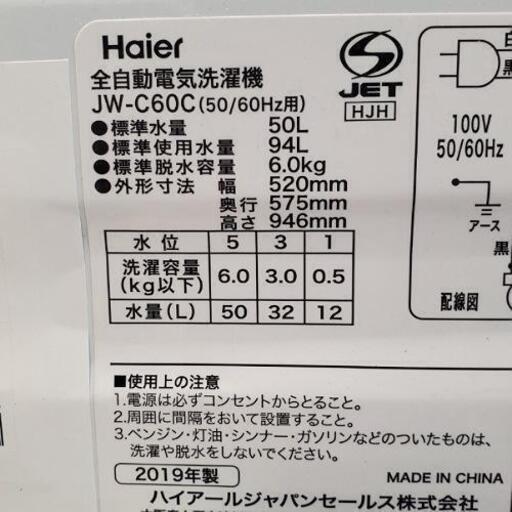 Haier
全自動電気洗濯機
JW-C60C(50/60Hz用)
●標準水量 50L
●標準使用水量 94L
●標準脱水容量 6.0kg
●外形寸法 幅 520mm
奥行 575mm
高さ 946mm
水位 5 3 1
洗濯容量(kg以下) 6.0 3.0 0.5
水量(L) 50 32 12
S
JET
HJH
白
黒
100V
50/60Hz
アース
黒
配線図
■使用上の注意
1.電源は必ずコンセントからとること。
2.周囲に間隔をおいて設置すること。
3.ベンジン・灯油・シンナー・ガソリンなどのついたものは、
洗濯や脱水をしないこと。
2019年製
MADE IN CHINA
ハイアールジャパンセールス株式会社